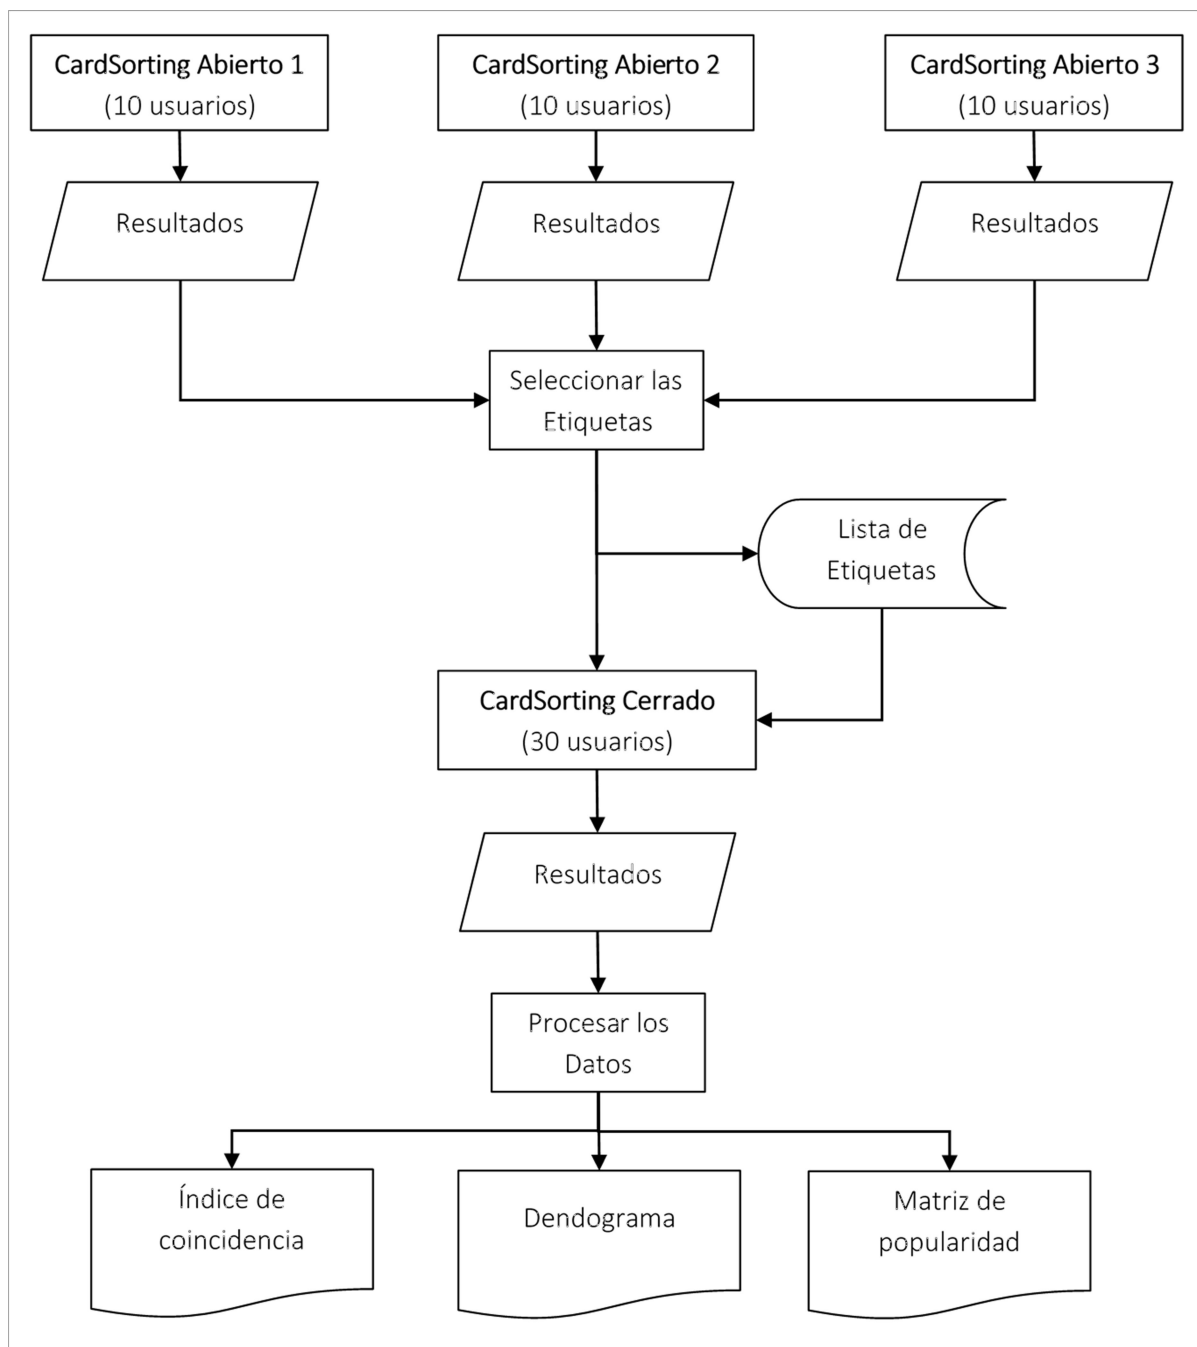 CardSorting Abierto 1
(10 usuarios)
CardSorting Abierto 2
(10 usuarios)
CardSorting Abierto 3
(10 usuarios)
Resultados
Resultados
Resultados
Seleccionar las
Etiquetas
Lista de
Etiquetas
CardSorting Cerrado
(30 usuarios)
Resultados
Procesar los
Datos
Índice de
coincidencia
Dendograma
Matriz de
popularidad